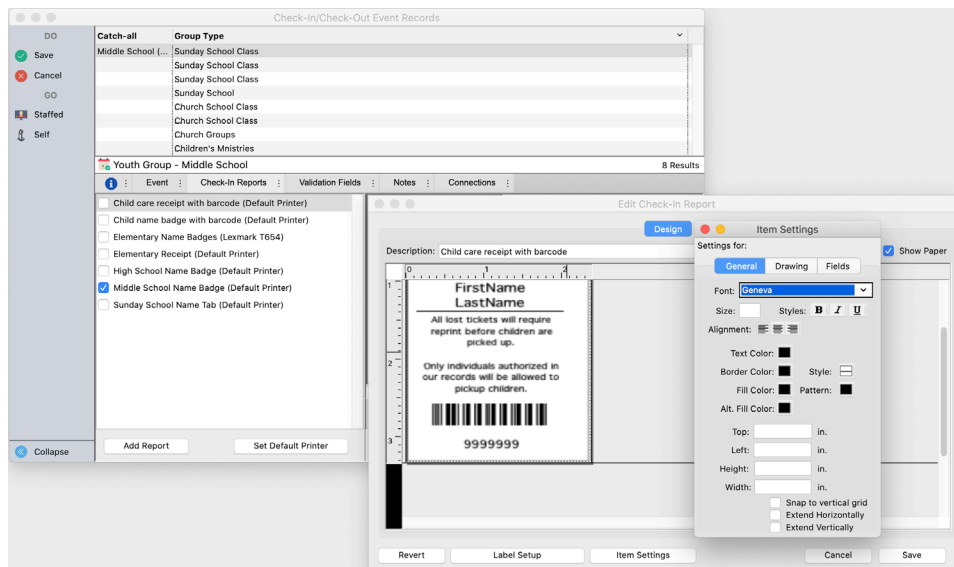 Check-In/Check-Out Event Records
DO
Save
Cancel
GO
Staffed
Self
Collapse
Catch-all Group Type
Middle School (... Sunday School Class
Sunday School Class
Sunday School Class
Sunday School
Church School Class
Church School Class
Church Groups
Children's Mnistries
Youth Group - Middle School 8 Results
Event Check-In Reports Validation Fields Notes Connections
Child care receipt with barcode (Default Printer)
Child name badge with barcode (Default Printer)
Elementary Name Badges (Lexmark T654)
Elementary Receipt (Default Printer)
High School Name Badge (Default Printer)
Middle School Name Badge (Default Printer)
Sunday School Name Tab (Default Printer)
Add Report Set Default Printer
Edit Check-In Report
Design
Description: Child care receipt with barcode
Show Paper
0 1 2
1
2
3
FirstName
LastName
All lost tickets will require
reprint before children are
picked up.
Only individuals authorized in
our records will be allowed to
pickup children.
9999999
Revert Label Setup Item Settings Cancel Save
Item Settings
Settings for:
General Drawing Fields
Font: Geneva
Size: Styles: B I U
Alignment:
Text Color:
Border Color: Style:
Fill Color: Pattern:
Alt. Fill Color:
Top: in.
Left: in.
Height: in.
Width: in.
Snap to vertical grid
Extend Horizontally
Extend Vertically